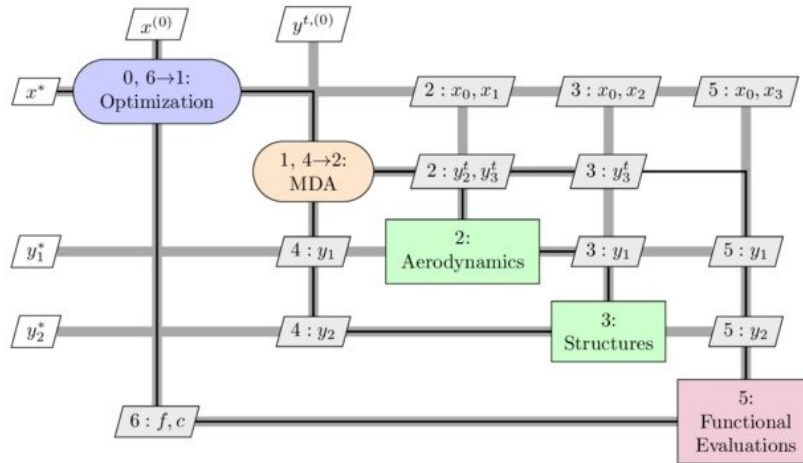 x^{(0)}
y^{t,(0)}
x^*
0, 6→1:
Optimization
2 : x_0, x_1
3 : x_0, x_2
5 : x_0, x_3
1, 4→2:
MDA
2 : y_2^t, y_3^t
3 : y_3^t
y_1^*
4 : y_1
2:
Aerodynamics
3 : y_1
5 : y_1
y_2^*
4 : y_2
3:
Structures
5 : y_2
6 : f, c
5:
Functional
Evaluations